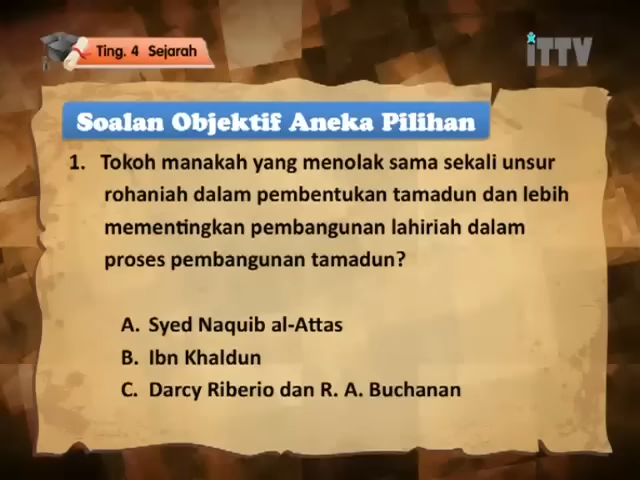 Ting. 4 Sejarah
iTTV
Soalan Objektif Aneka Pilihan
1. Tokoh manakah yang menolak sama sekali unsur
rohaniah dalam pembentukan tamadun dan lebih
mementingkan pembangunan lahiriah dalam
proses pembangunan tamadun?
A. Syed Naquib al-Attas
B. Ibn Khaldun
C. Darcy Riberio dan R. A. Buchanan